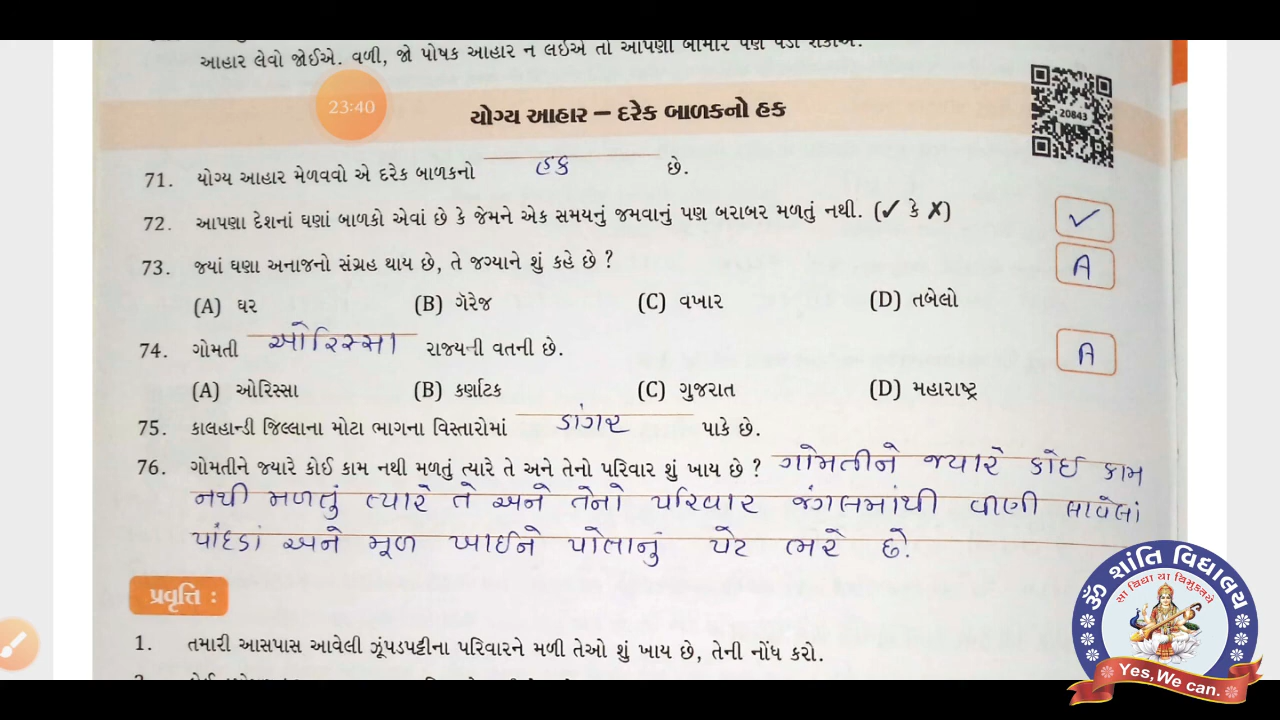 આહાર લેવો જોઈએ. વળી, જો પોષક આહાર ન લઈએ તો આપણા બીમાર પણ પડી શકીએ.
23:40
યોગ્ય આહાર – દરેક બાળકનો હક
20843
71. યોગ્ય આહાર મેળવવો એ દરેક બાળકનો હક છે.
72. આપણા દેશનાં ઘણાં બાળકો એવાં છે કે જેમને એક સમયનું જમવાનું પણ બરાબર મળતું નથી. (✓ કે ✗) ✓
73. જ્યાં ઘણા અનાજનો સંગ્રહ થાય છે, તે જગ્યાને શું કહે છે ? A
(A) ઘર (B) ગૅરેજ (C) વખાર (D) તબેલો
74. ગોમતી ઓરિસ્સા રાજ્યની વતની છે. A
(A) ઓરિસ્સા (B) કર્ણાટક (C) ગુજરાત (D) મહારાષ્ટ્ર
75. કાલહાન્ડી જિલ્લાના મોટા ભાગના વિસ્તારોમાં ડાંગર પાકે છે.
76. ગોમતીને જ્યારે કોઈ કામ નથી મળતું ત્યારે તે અને તેનો પરિવાર શું ખાય છે ? ગોમતીને જ્યારે કોઈ કામ
નથી મળતું ત્યારે તે અને તેનો પરિવાર જંગલમાંથી વીણી લાવેલાં
પાંદડાં અને મૂળ ખાઈને પોતાનું પેટ ભરે છે.
પ્રવૃત્તિ :
1. તમારી આસપાસ આવેલી ઝૂંપડપટ્ટીના પરિવારને મળી તેઓ શું ખાય છે, તેની નોંધ કરો.
ૐ શાંતિ વિદ્યાલય
સા વિદ્યા યા વિમુક્તયે
Yes, We can.